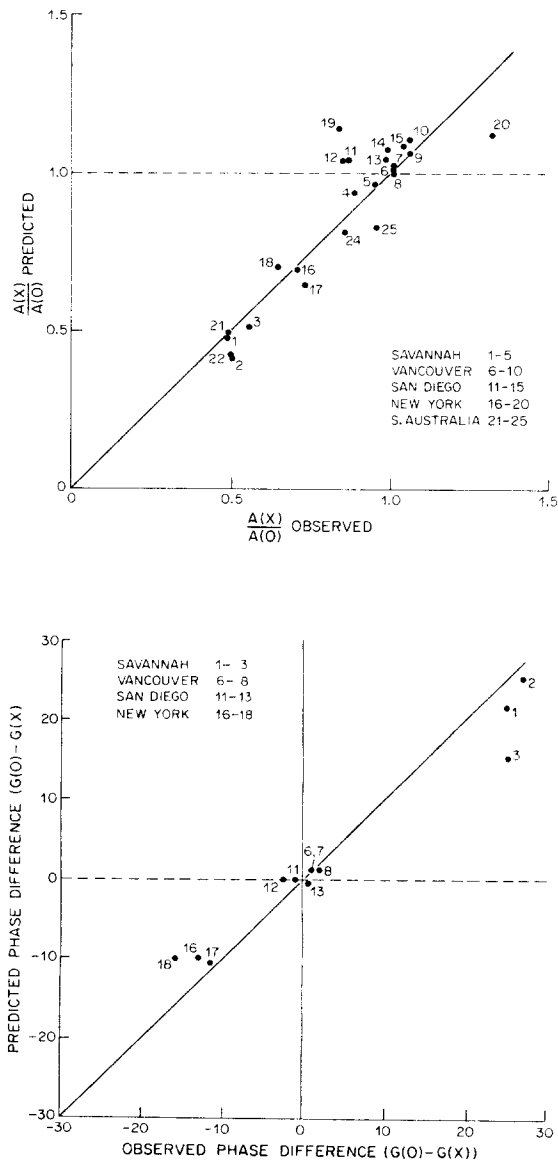 1.5
19
20
10
15
14
12
11
13
7
9
1.0
6
8
5
4
24
25
A(X)
A(O) PREDICTED
18
16
17
0.5
21
3
1
22
2
SAVANNAH 1-5
VANCOUVER 6-10
SAN DIEGO 11-15
NEW YORK 16-20
S. AUSTRALIA 21-25
0
0 0.5 1.0 1.5
A(X)
A(O) OBSERVED
30
SAVANNAH 1- 3
VANCOUVER 6- 8
SAN DIEGO 11-13
NEW YORK 16-18
2
1
20
3
10
6,7
11
8
0
12
13
16 17
18
-10
-20
-30
PREDICTED PHASE DIFFERENCE (G(O)-G(X)
-30 -20 -10 0 10 20 30
OBSERVED PHASE DIFFERENCE (G(O)-G(X))